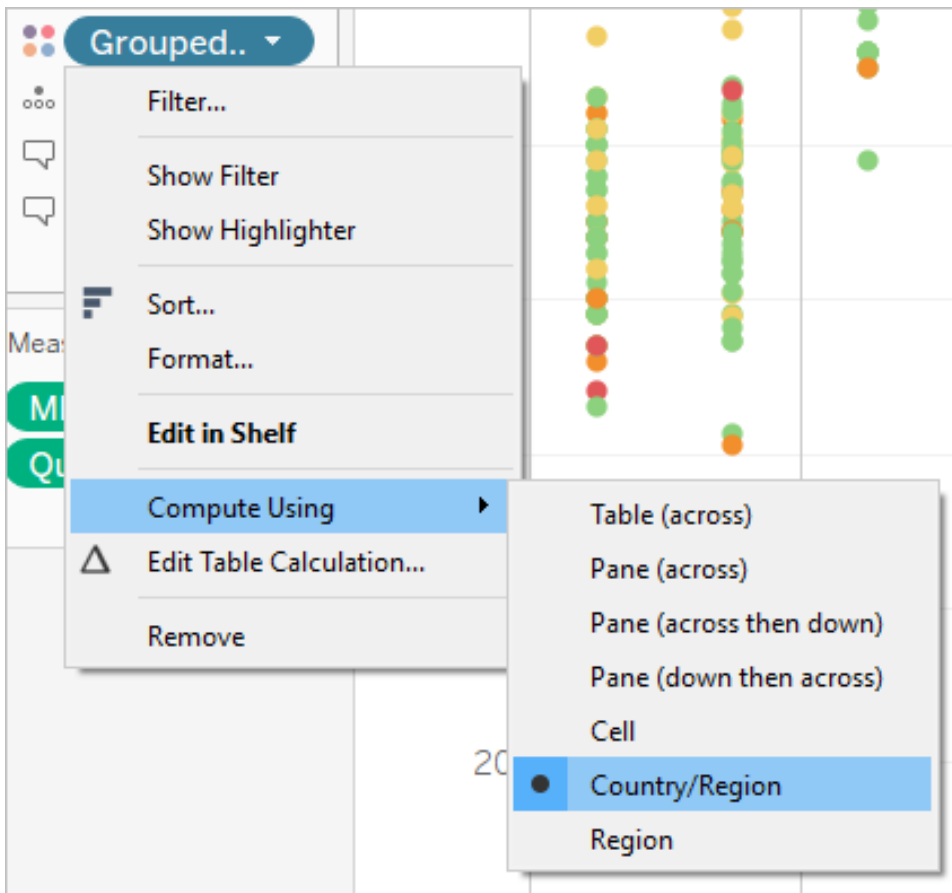 Grouped..
Filter...
Show Filter
Show Highlighter
Sort...
Format...
Edit in Shelf
Compute Using
Edit Table Calculation...
Remove
Table (across)
Pane (across)
Pane (across then down)
Pane (down then across)
Cell
Country/Region
Region